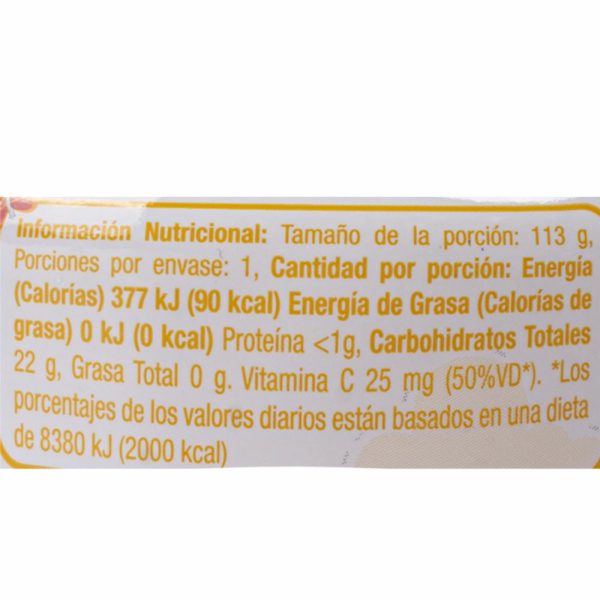 Información Nutricional: Tamaño de la porción: 113 g,
Porciones por envase: 1, Cantidad por porción: Energía
(Calorías) 377 kJ (90 kcal) Energía de Grasa (Calorías de
grasa) 0 kJ (0 kcal) Proteína <1g, Carbohidratos Totales
22 g, Grasa Total 0 g. Vitamina C 25 mg (50%VD*). *Los
porcentajes de los valores diarios están basados en una dieta
de 8380 kJ (2000 kcal)